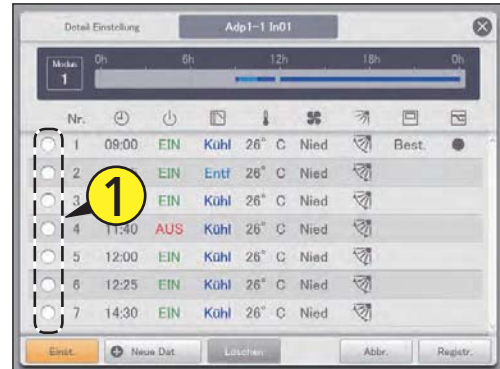 Detail Einstellung Adp1-1 In01
Modus 1 0h 6h 12h 18h 0h
Nr.
1 09:00 EIN Kühl 26° C Nied Best.
2 EIN Entf 26° C Nied
3 EIN Kühl 26° C Nied
4 11:40 AUS Kühl 26° C Nied
5 12:00 EIN Kühl 26° C Nied
6 12:25 EIN Kühl 26° C Nied
7 14:30 EIN Kühl 26° C Nied
1
Einst. Neue Dat. Löschen Abbr. Registr.